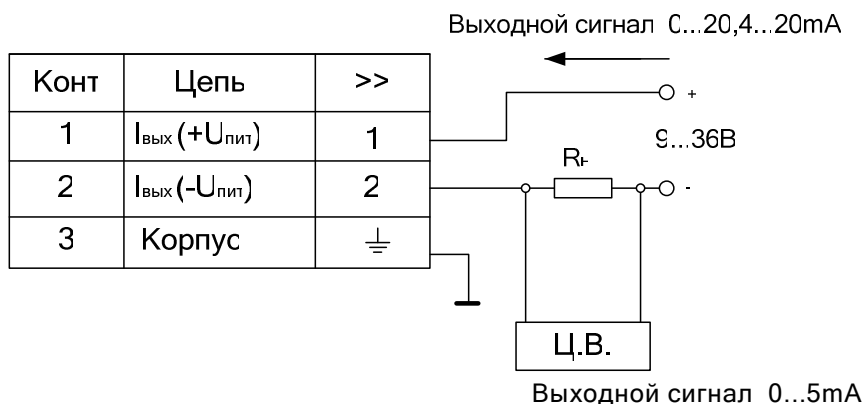 Выходной сигнал 0...20,4...20mA
Конт Цепь >>
1 Iвых(+Uпит) 1
2 Iвых(-Uпит) 2
3 Корпус
+
9...36В
Rн
-
Ц.В.
Выходной сигнал 0...5mA